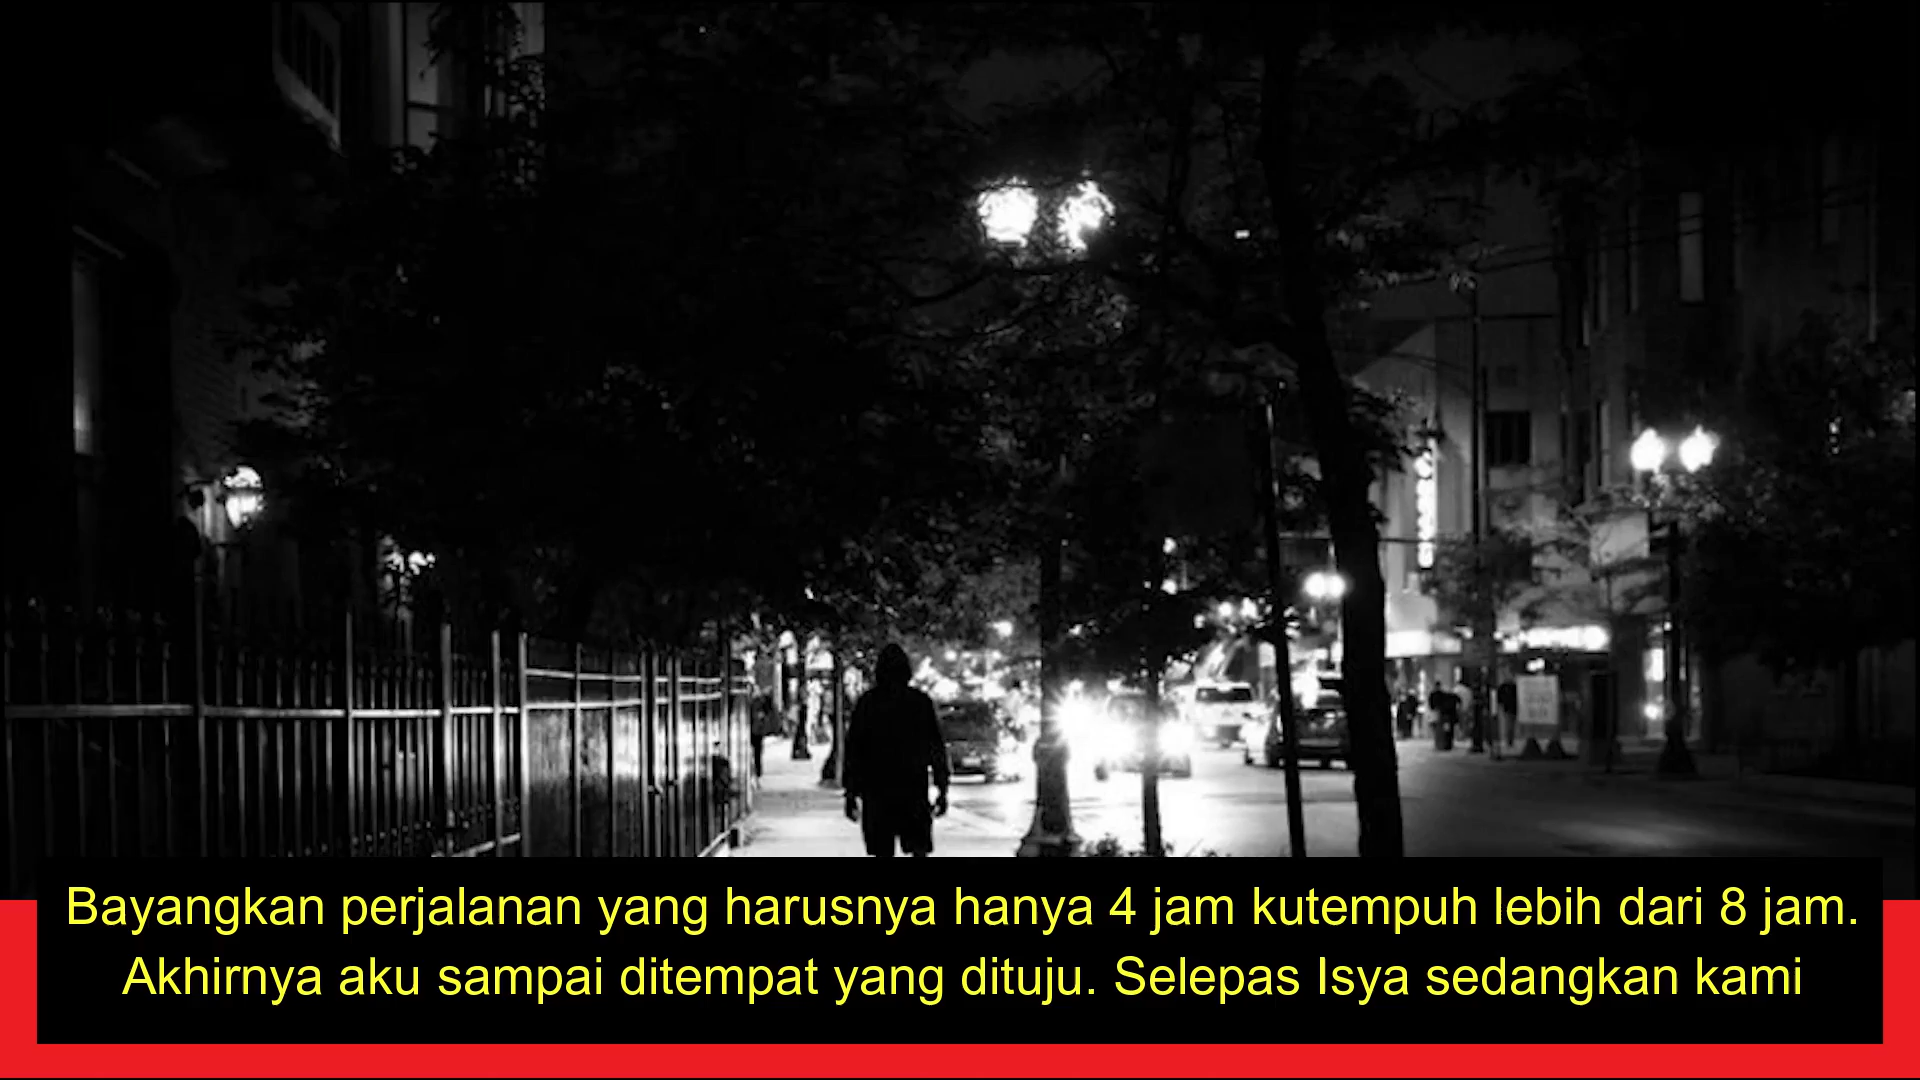 Bayangkan perjalanan yang harusnya hanya 4 jam kutempuh lebih dari 8 jam.
Akhirnya aku sampai ditempat yang dituju. Selepas Isya sedangkan kami